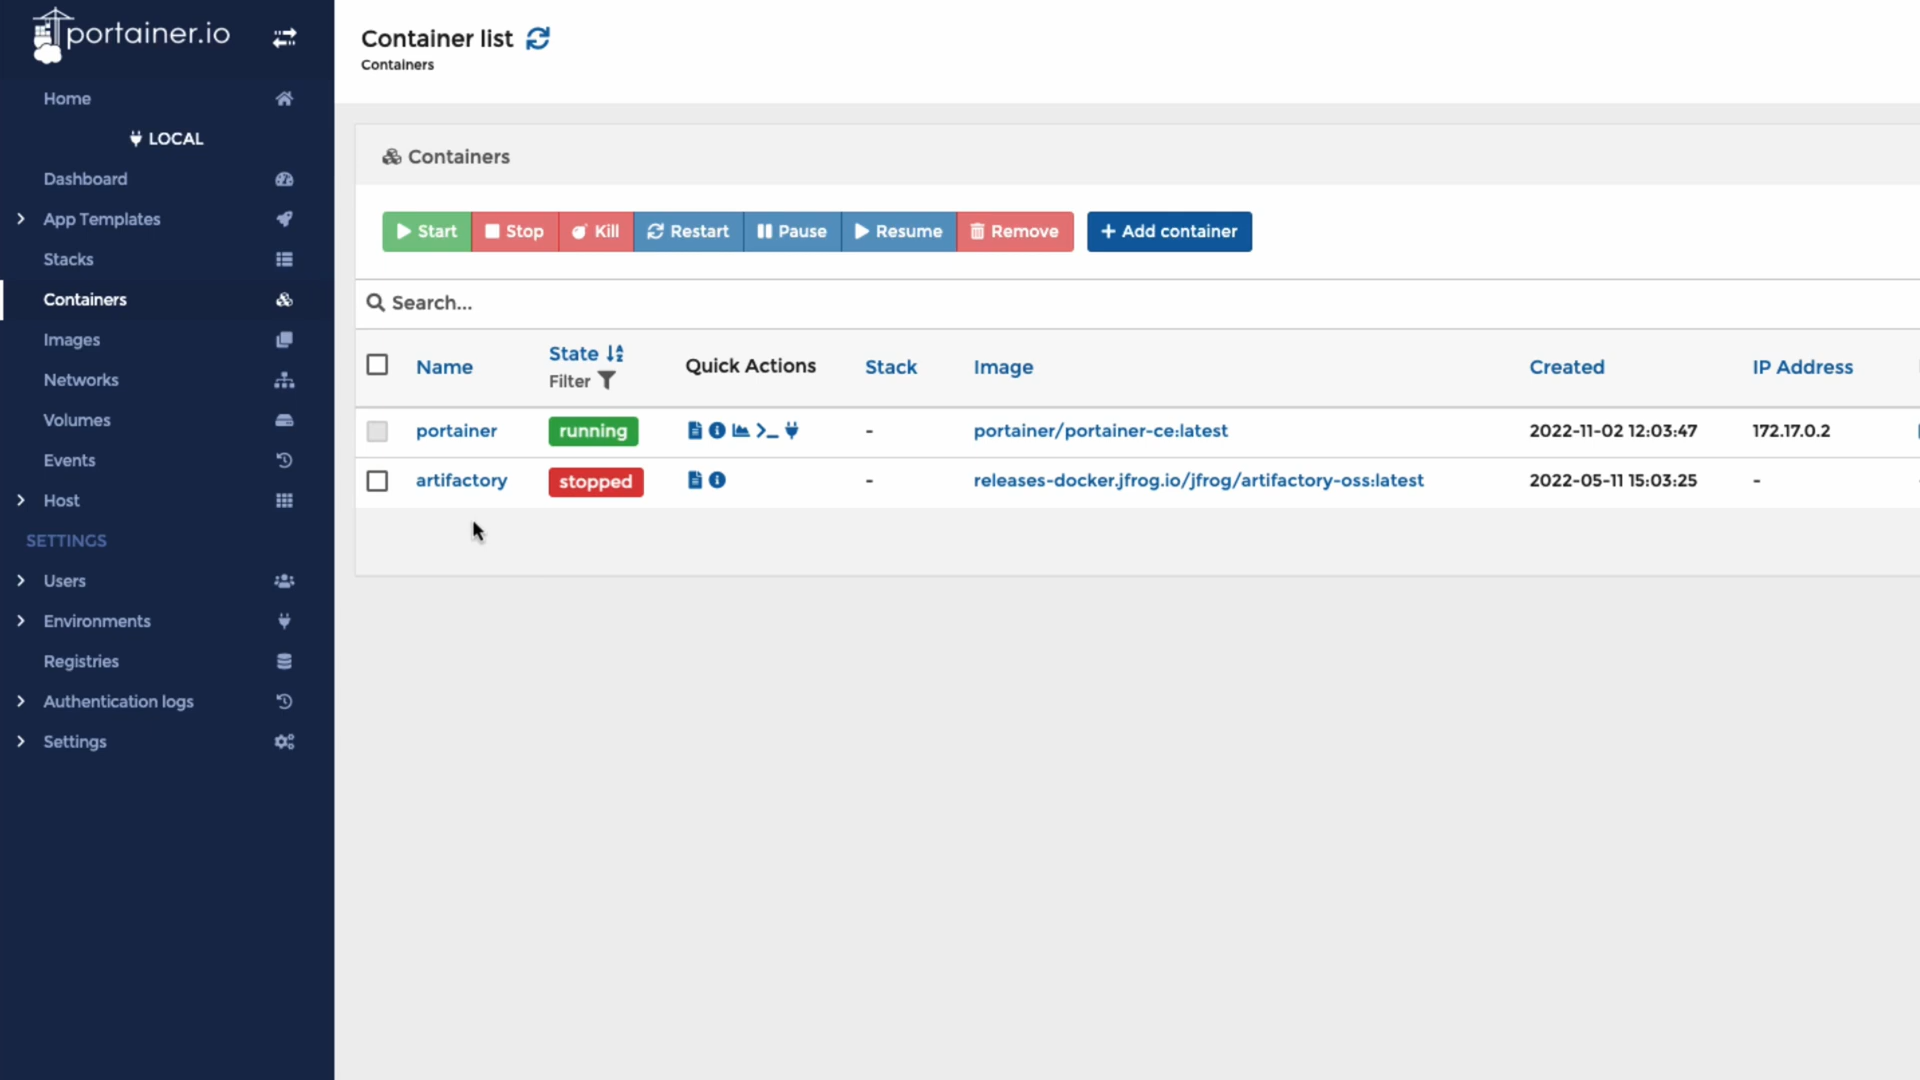 portainer.io
Home
LOCAL
Dashboard
App Templates
Stacks
Containers
Images
Networks
Volumes
Events
Host
SETTINGS
Users
Environments
Registries
Authentication logs
Settings
Container list
Containers
Containers
Start Stop Kill Restart Pause Resume Remove + Add container
Search...
Name State Filter Quick Actions Stack Image Created IP Address
portainer running - portainer/portainer-ce:latest 2022-11-02 12:03:47 172.17.0.2
artifactory stopped - releases-docker.jfrog.io/jfrog/artifactory-oss:latest 2022-05-11 15:03:25 -